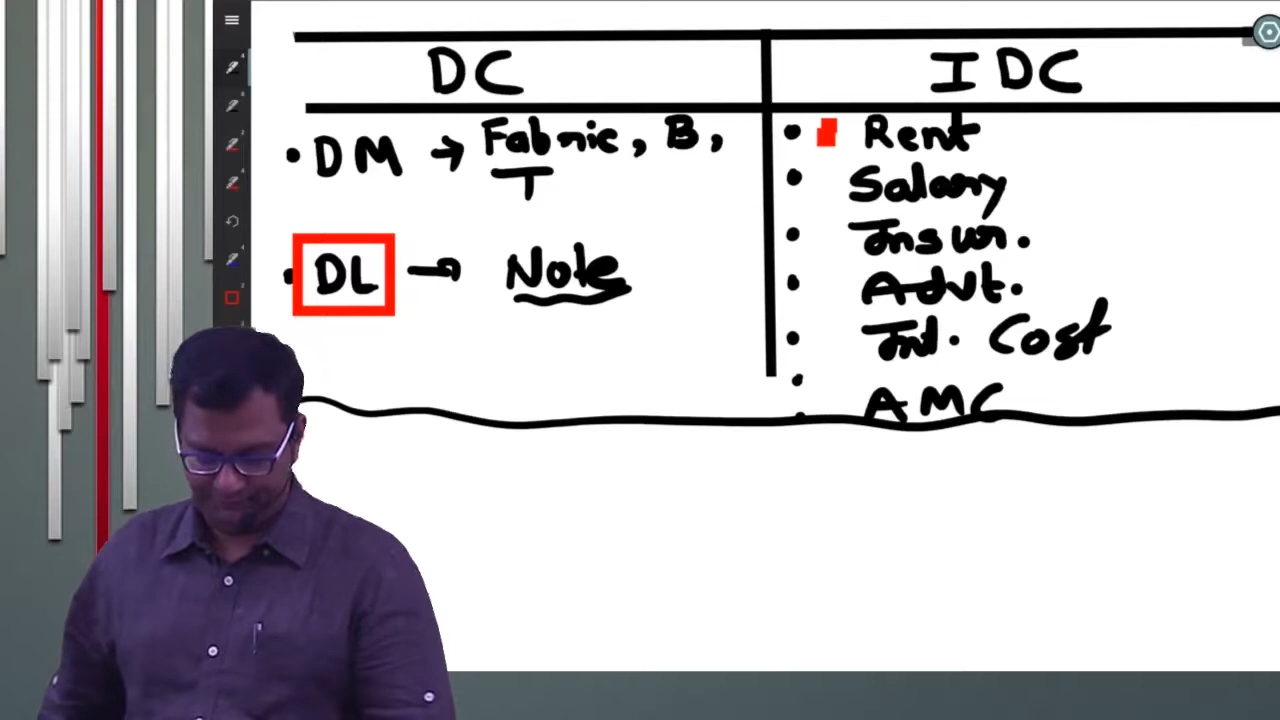 DC
IDC
• DM → Fabric, B,
T
• DL → Note
• Rent
• Salary
• Insur.
• Advt.
• Int. Cost
• AMC